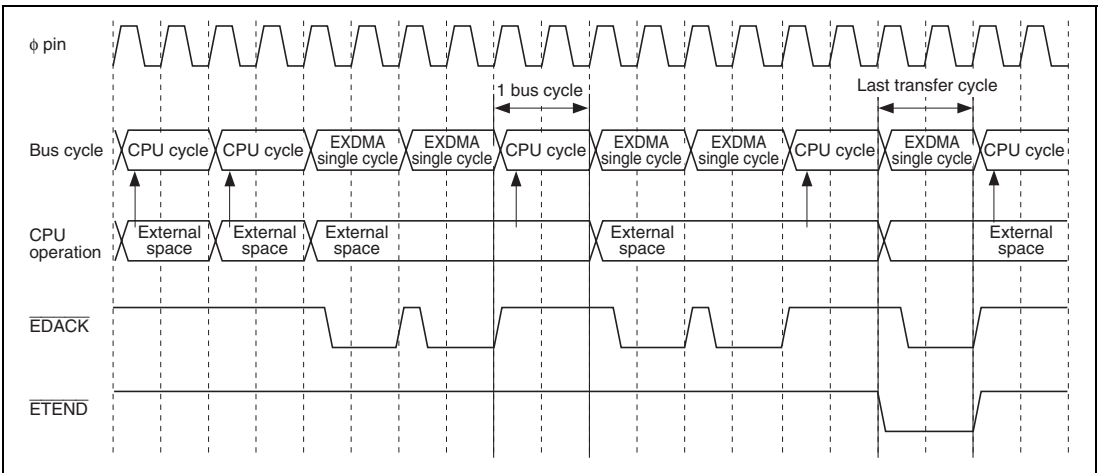 φ pin
1 bus cycle
Last transfer cycle
Bus cycle
CPU cycle
CPU cycle
EXDMA
single cycle
EXDMA
single cycle
CPU cycle
EXDMA
single cycle
EXDMA
single cycle
CPU cycle
EXDMA
single cycle
CPU cycle
CPU
operation
External
space
External
space
External
space
External
space
External
space
EDACK
ETEND